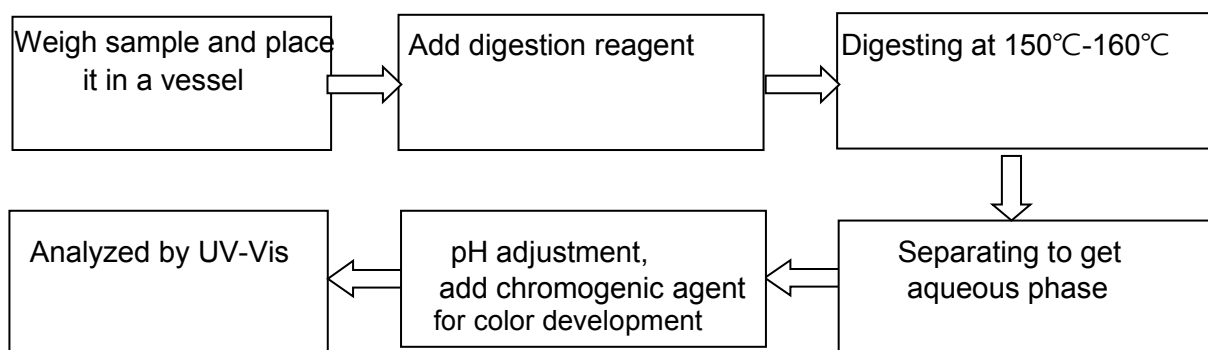 Weigh sample and place
it in a vessel
Add digestion reagent
Digesting at 150℃-160℃
Separating to get
aqueous phase
pH adjustment,
add chromogenic agent
for color development
Analyzed by UV-Vis